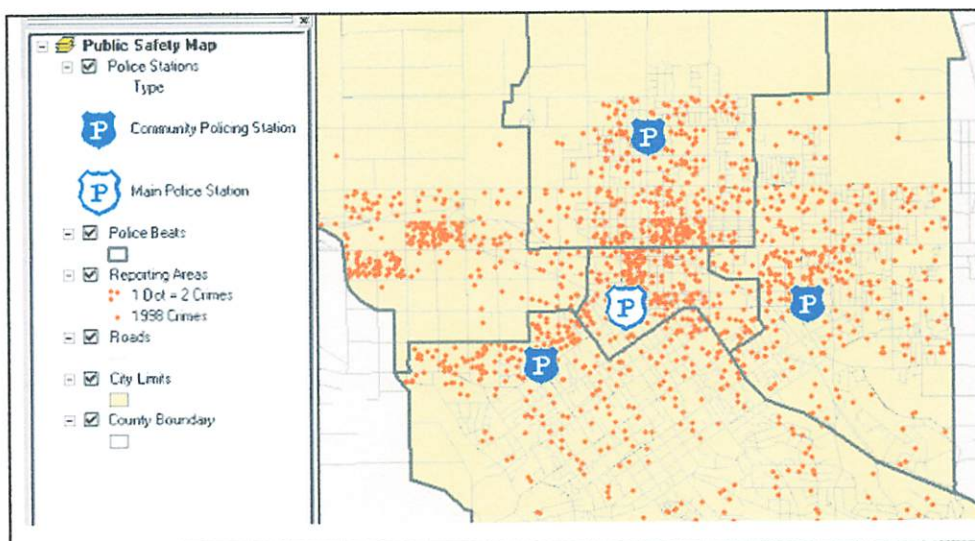 Public Safety Map
Police Stations
Type
P
Community Policing Station
P
Main Police Station
Police Beats
Reporting Areas
1 Dot = 2 Crimes
1998 Crimes
Roads
City Limits
County Boundary
P
P
P
P